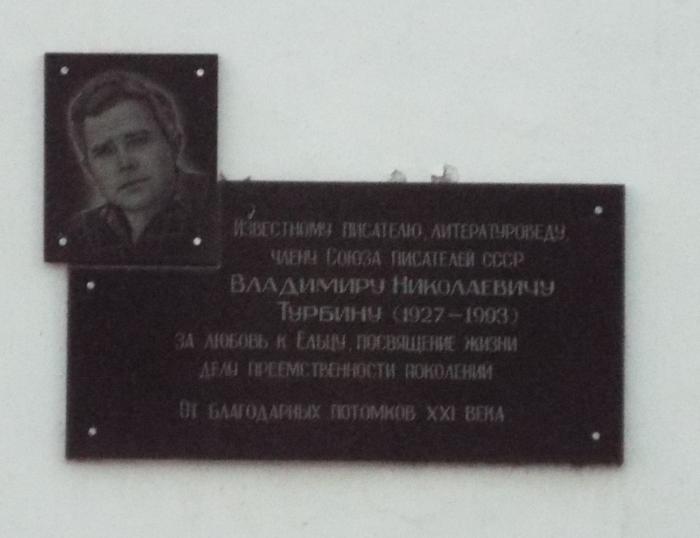 Известному писателю, литературоведу,
члену Союза писателей СССР
Владимиру Николаевичу
Турбину (1927–1993)
за любовь к Ельцу, посвящение жизни
делу преемственности поколений
От благодарных потомков XXI века